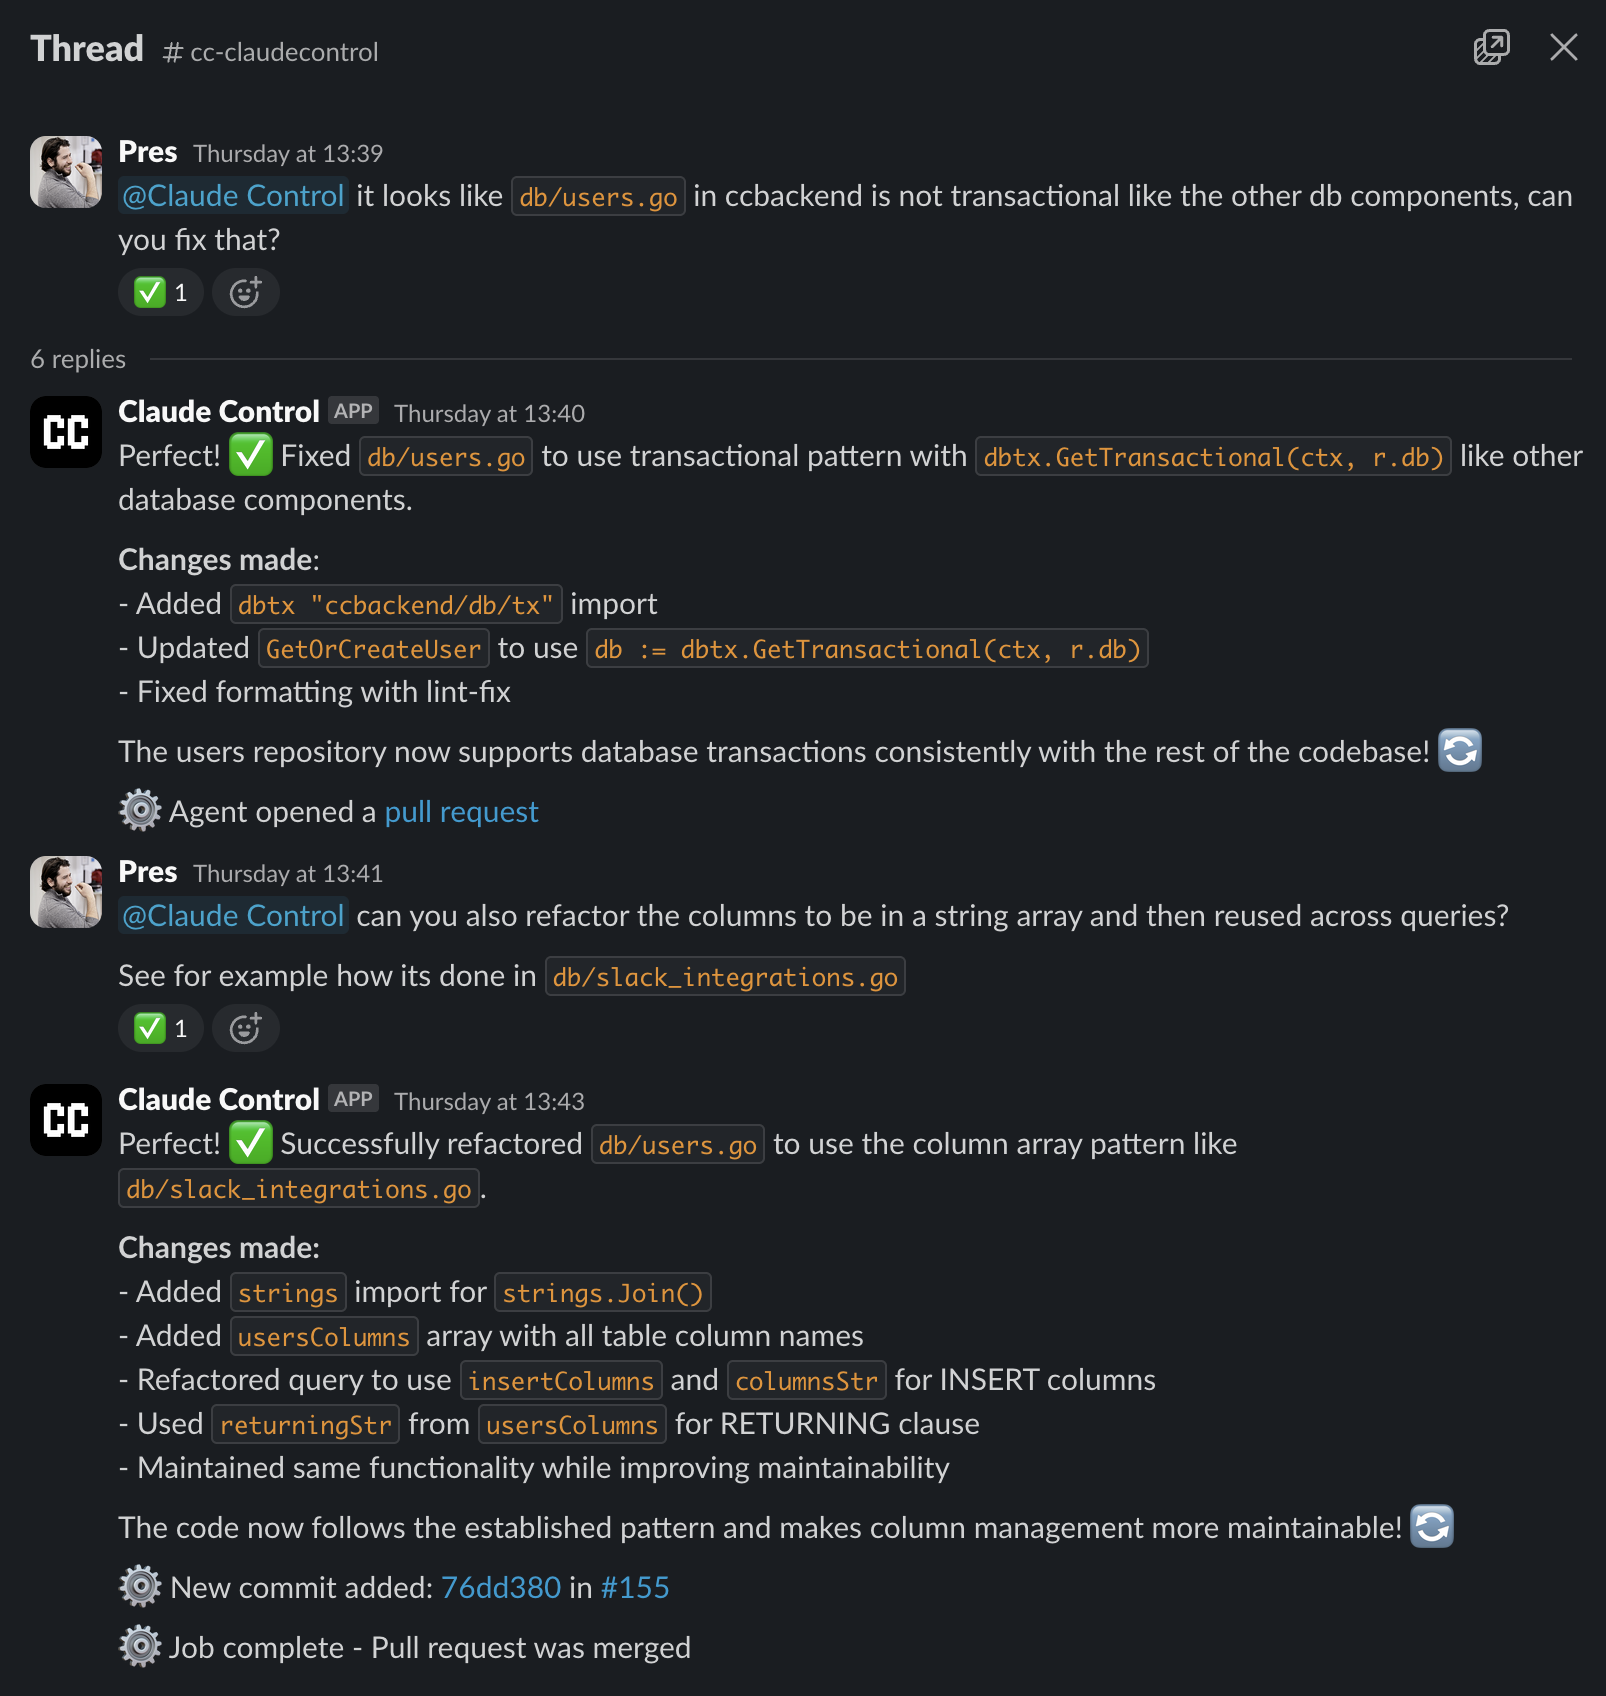 Thread # cc-claudecontrol
Pres Thursday at 13:39
@Claude Control it looks like db/users.go in ccbackend is not transactional like the other db components, can
you fix that?
✅ 1
6 replies
CC
Claude Control APP Thursday at 13:40
Perfect! ✅ Fixed db/users.go to use transactional pattern with dbtx.GetTransactional(ctx, r.db) like other
database components.
Changes made:
- Added dbtx "ccbackend/db/tx" import
- Updated GetOrCreateUser to use db := dbtx.GetTransactional(ctx, r.db)
- Fixed formatting with lint-fix
The users repository now supports database transactions consistently with the rest of the codebase! 🔄
⚙️ Agent opened a pull request
Pres Thursday at 13:41
@Claude Control can you also refactor the columns to be in a string array and then reused across queries?
See for example how its done in db/slack_integrations.go
✅ 1
CC
Claude Control APP Thursday at 13:43
Perfect! ✅ Successfully refactored db/users.go to use the column array pattern like
db/slack_integrations.go.
Changes made:
- Added strings import for strings.Join()
- Added usersColumns array with all table column names
- Refactored query to use insertColumns and columnsStr for INSERT columns
- Used returningStr from usersColumns for RETURNING clause
- Maintained same functionality while improving maintainability
The code now follows the established pattern and makes column management more maintainable! 🔄
⚙️ New commit added: 76dd380 in #155
⚙️ Job complete - Pull request was merged